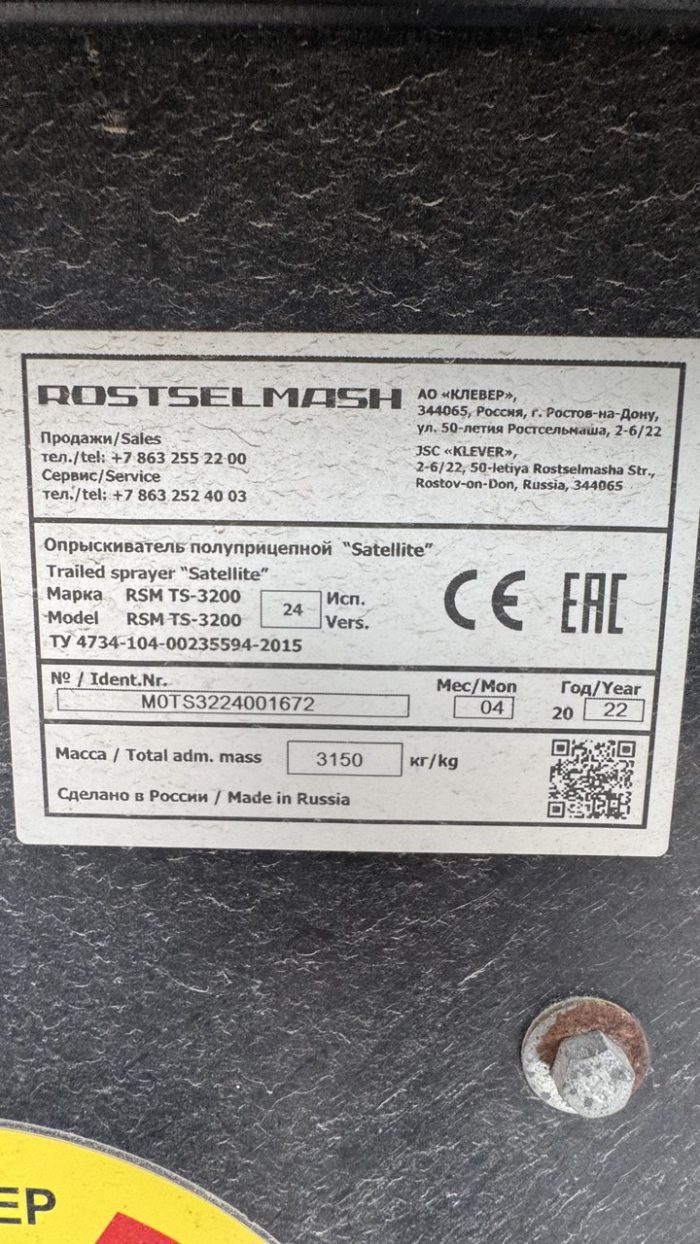 ROSTSELMASH
Продажи/Sales
тел./tel: +7 863 255 22 00
Сервис/Service
тел./tel: +7 863 252 40 03
АО «КЛЕВЕР»,
344065, Россия, г. Ростов-на-Дону,
ул. 50-летия Ростсельмаша, 2-6/22
JSC «KLEVER»,
2-6/22, 50-letiya Rostselmasha Str.,
Rostov-on-Don, Russia, 344065
Опрыскиватель полуприцепной "Satellite"
Trailed sprayer "Satellite"
Марка RSM TS-3200 24 Исп.
Model RSM TS-3200 Vers.
ТУ 4734-104-00235594-2015
CE EAC
№ / Ident.Nr. Мес/Mon Год/Year
M0TS3224001672 04 20 22
Масса / Total adm. mass 3150 кг/kg
Сделано в России / Made in Russia
ЕР